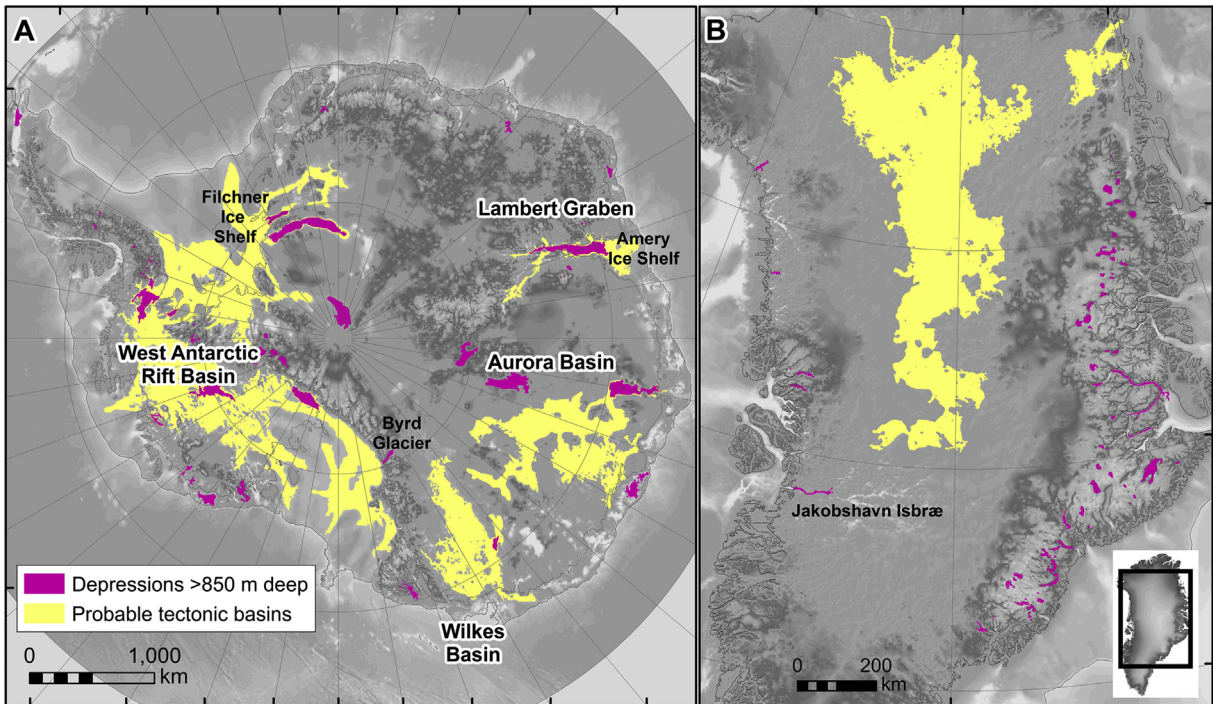 A
Filchner
Ice
Shelf
Lambert Graben
Amery
Ice Shelf
West Antarctic
Rift Basin
Aurora Basin
Byrd
Glacier
Depressions >850 m deep
Probable tectonic basins
Wilkes
Basin
0 1,000
km
B
Jakobshavn Isbræ
0 200
km